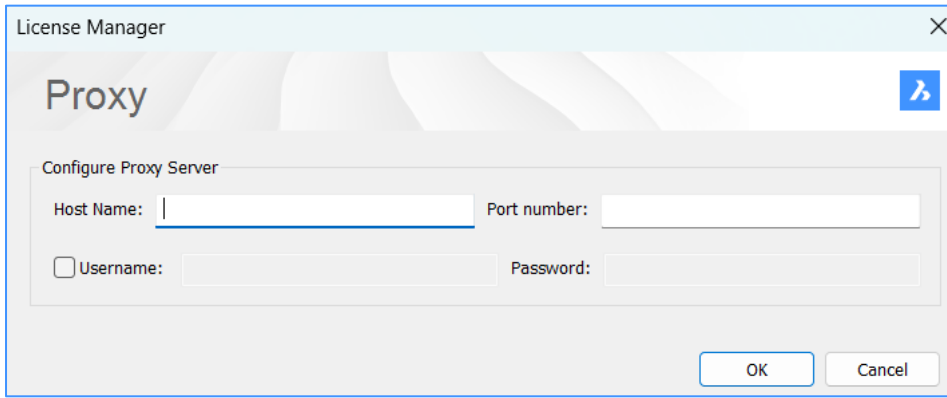 License Manager
Proxy
Configure Proxy Server
Host Name: Port number:
Username: Password:
OK Cancel